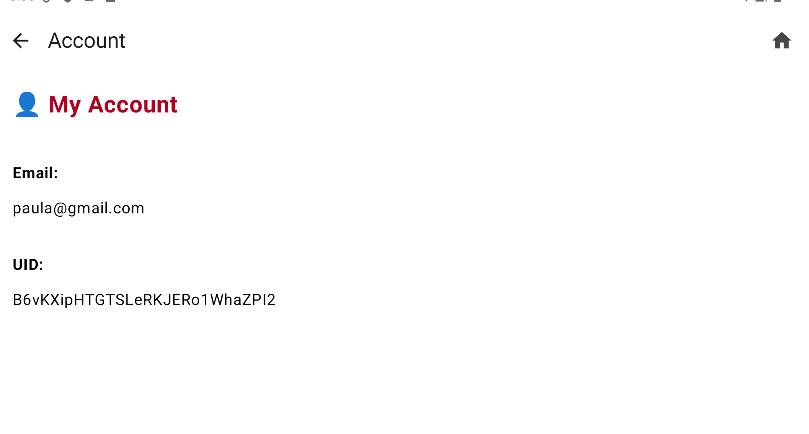 Account
My Account
Email:
paula@gmail.com
UID:
B6vKXipHTGTSLeRKJERo1WhaZPI2